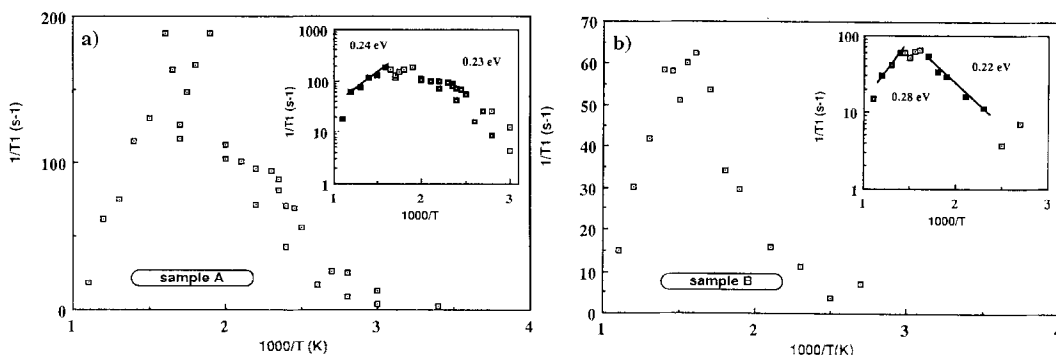 a)
200
100
0
1/T1 (s-1)
1
2
3
4
1000/T (K)
sample A
1000
100
10
1
1/T1 (s-1)
0.24 eV
0.23 eV
1
2
3
1000/T
b)
70
60
50
40
30
20
10
0
1/T1 (s-1)
1
2
3
4
1000/T(K)
sample B
100
10
1
1/T1 (s-1)
0.22 eV
0.28 eV
1
2
3
1000/T